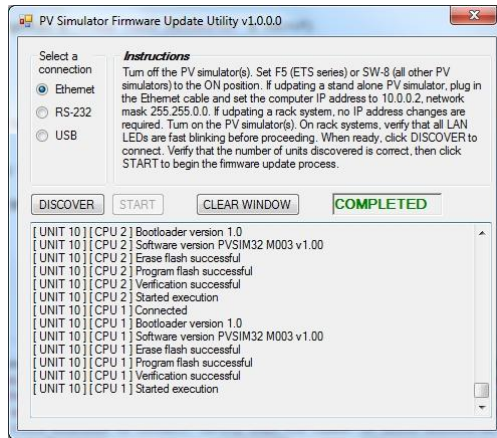 PV Simulator Firmware Update Utility v1.0.0.0
Select a
connection
Ethernet
RS-232
USB
Instructions
Turn off the PV simulator(s). Set F5 (ETS series) or SW-8 (all other PV
simulators) to the ON position. If udpating a stand alone PV simulator, plug in
the Ethernet cable and set the computer IP address to 10.0.0.2, network
mask 255.255.0.0. If udpating a rack system, no IP address changes are
required. Turn on the PV simulator(s). On rack systems, verify that all LAN
LEDs are fast blinking before proceeding. When ready, click DISCOVER to
connect. Verify that the number of units discovered is correct, then click
START to begin the firmware update process.
DISCOVER START CLEAR WINDOW COMPLETED
[ UNIT 10 ] [ CPU 2 ] Bootloader version 1.0
[ UNIT 10 ] [ CPU 2 ] Software version PVSIM32 M003 v1.00
[ UNIT 10 ] [ CPU 2 ] Erase flash successful
[ UNIT 10 ] [ CPU 2 ] Program flash successful
[ UNIT 10 ] [ CPU 2 ] Verification successful
[ UNIT 10 ] [ CPU 2 ] Started execution
[ UNIT 10 ] [ CPU 1 ] Connected
[ UNIT 10 ] [ CPU 1 ] Bootloader version 1.0
[ UNIT 10 ] [ CPU 1 ] Software version PVSIM32 M003 v1.00
[ UNIT 10 ] [ CPU 1 ] Erase flash successful
[ UNIT 10 ] [ CPU 1 ] Program flash successful
[ UNIT 10 ] [ CPU 1 ] Verification successful
[ UNIT 10 ] [ CPU 1 ] Started execution